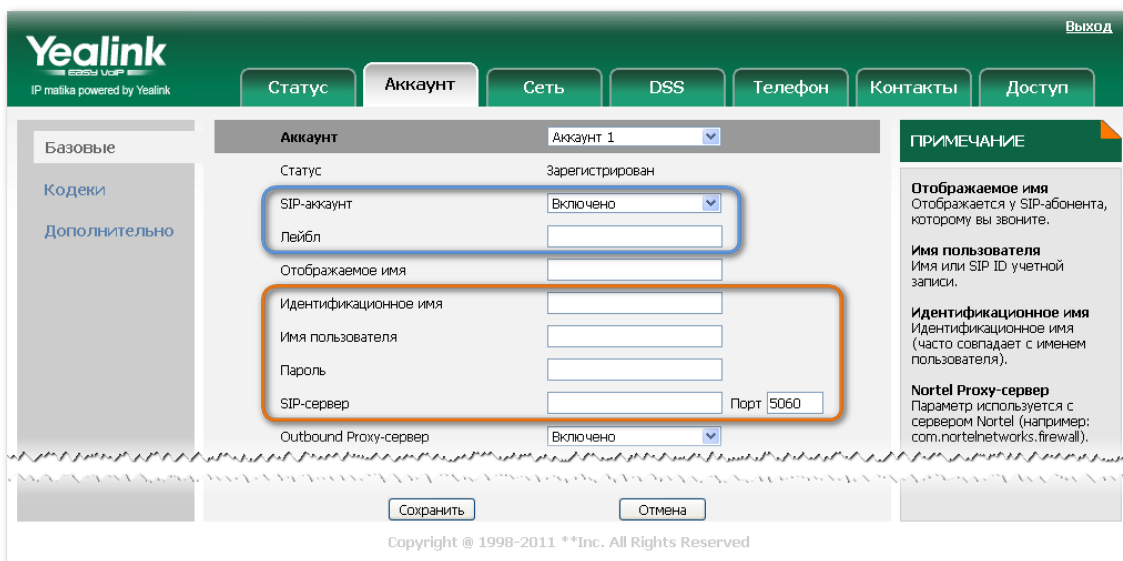 Выход
Yealink
EASY VoIP
IP matika powered by Yealink
Статус
Аккаунт
Сеть
DSS
Телефон
Контакты
Доступ
Базовые
Кодеки
Дополнительно
Аккаунт Аккаунт 1
Статус Зарегистрирован
SIP-аккаунт Включено
Лейбл
Отображаемое имя
Идентификационное имя
Имя пользователя
Пароль
SIP-сервер Порт 5060
Outbound Proxy-сервер Включено
Сохранить Отмена
ПРИМЕЧАНИЕ
Отображаемое имя
Отображается у SIP-абонента,
которому вы звоните.
Имя пользователя
Имя или SIP ID учетной
записи.
Идентификационное имя
Идентификационное имя
(часто совпадает с именем
пользователя).
Nortel Proxy-сервер
Параметр используется с
сервером Nortel (например:
com.nortelnetworks.firewall).
Copyright @ 1998-2011 **Inc. All Rights Reserved